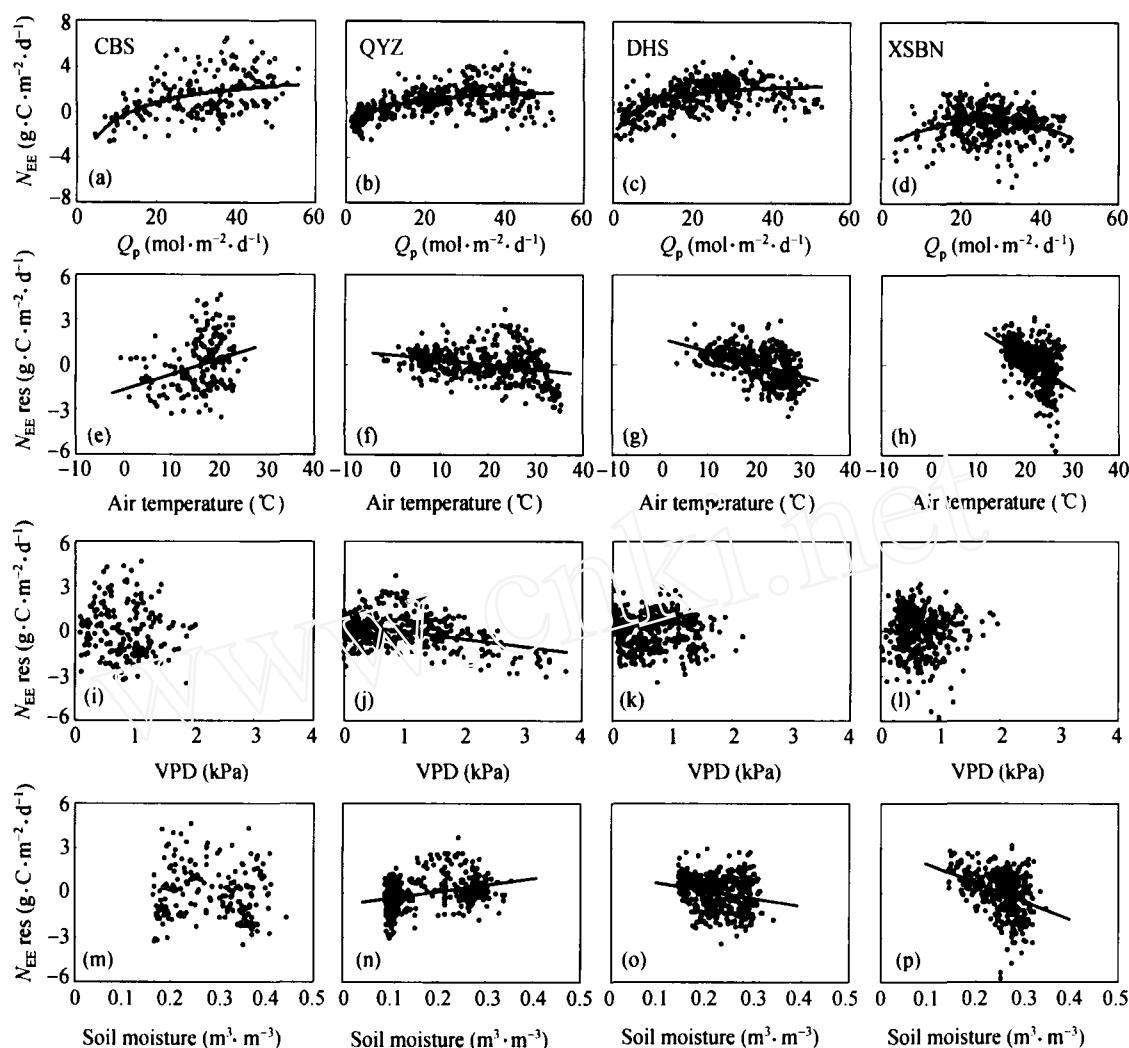 CBS QYZ DHS XSBN
N_EE (g·C·m⁻²·d⁻¹)
8
4
0
−4
−8
(a) (b) (c) (d)
0 20 40 60 0 20 40 60 0 20 40 60 0 20 40 60
Q_p (mol·m⁻²·d⁻¹) Q_p (mol·m⁻²·d⁻¹) Q_p (mol·m⁻²·d⁻¹) Q_p (mol·m⁻²·d⁻¹)
N_EE res (g·C·m⁻²·d⁻¹)
6
3
0
−3
−6
(e) (f) (g) (h)
−10 0 10 20 30 40 −10 0 10 20 30 40 −10 0 10 20 30 40 −10 0 10 20 30 40
Air temperature (℃) Air temperature (℃) Air temperature (℃) Air temperature (℃)
N_EE res (g·C·m⁻²·d⁻¹)
6
3
0
−3
−6
(i) (j) (k) (l)
0 1 2 3 4 0 1 2 3 4 0 1 2 3 4 0 1 2 3 4
VPD (kPa) VPD (kPa) VPD (kPa) VPD (kPa)
N_EE res (g·C·m⁻²·d⁻¹)
6
3
0
−3
−6
(m) (n) (o) (p)
0 0.1 0.2 0.3 0.4 0.5 0 0.1 0.2 0.3 0.4 0.5 0 0.1 0.2 0.3 0.4 0.5 0 0.1 0.2 0.3 0.4 0.5
Soil moisture (m³·m⁻³) Soil moisture (m³·m⁻³) Soil moisture (m³·m⁻³) Soil moisture (m³·m⁻³)
www.cnki.net